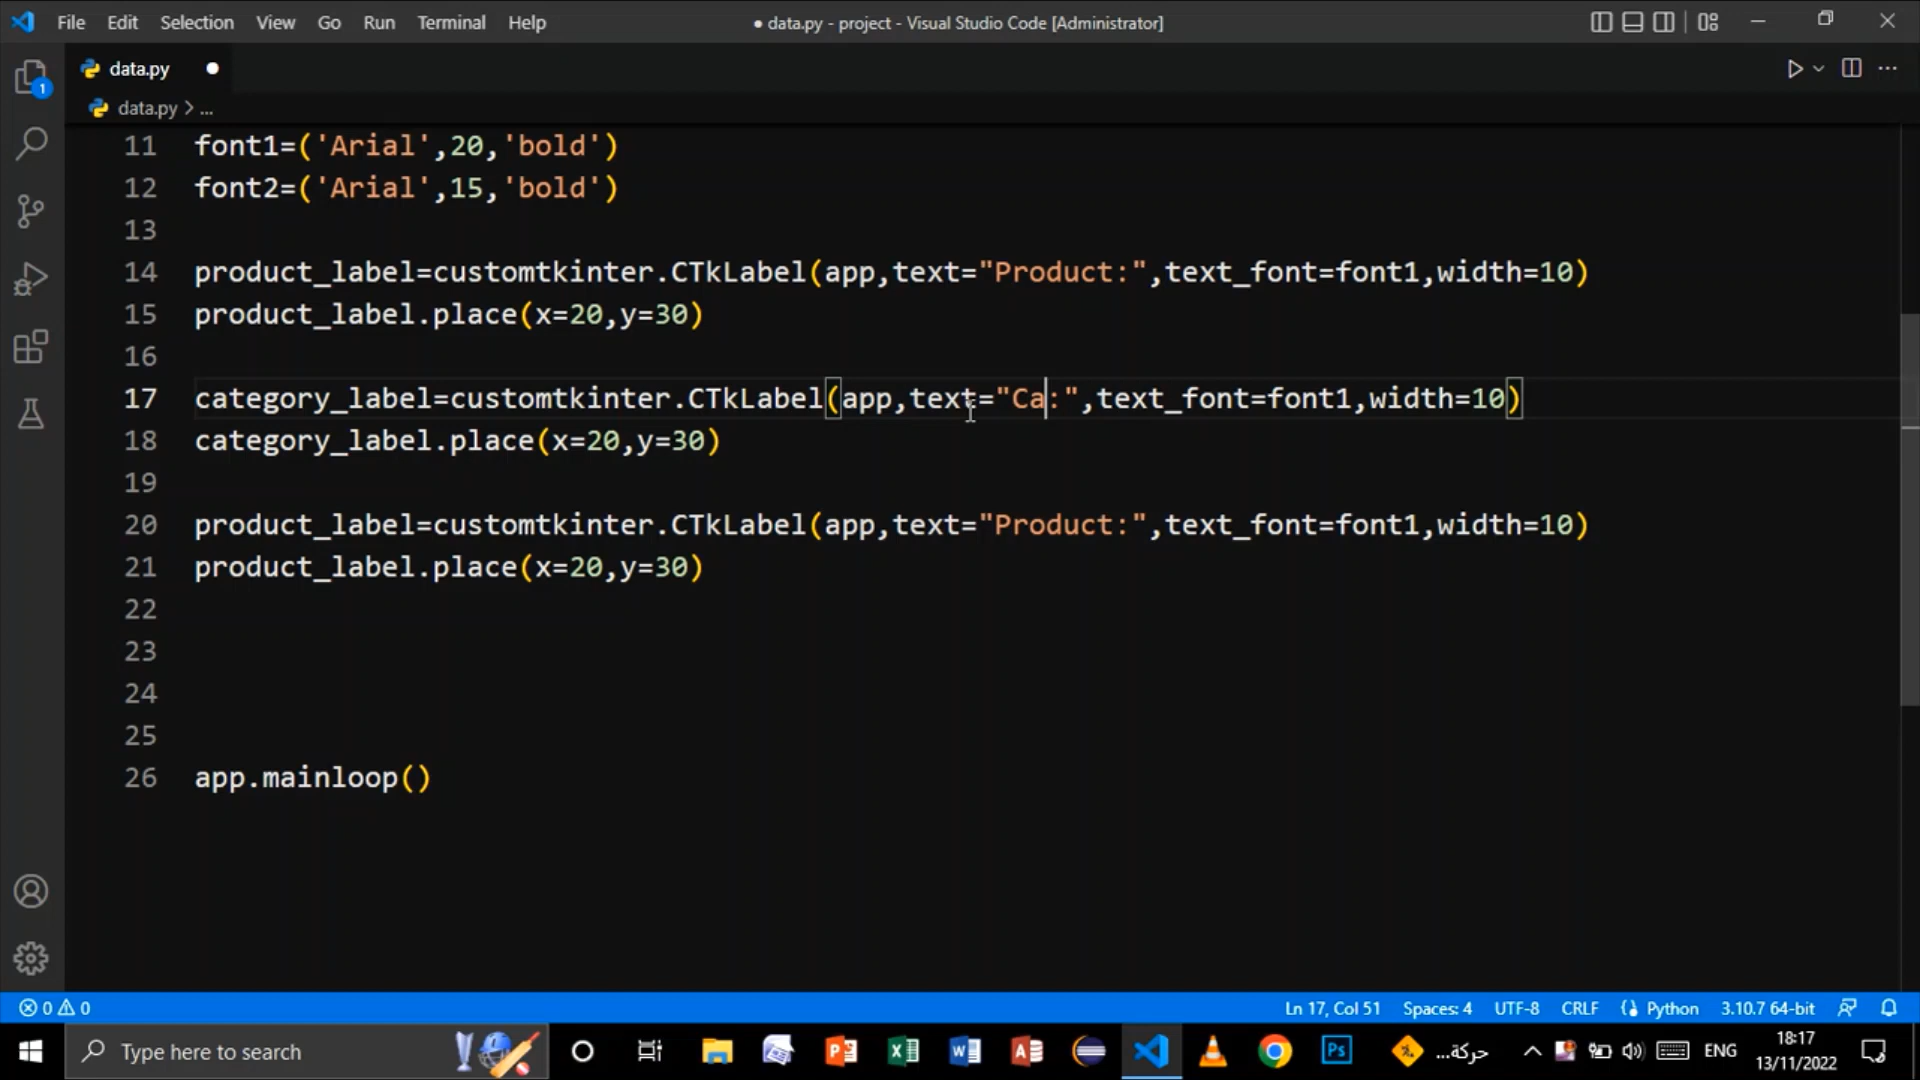 File Edit Selection View Go Run Terminal Help
● data.py - project - Visual Studio Code [Administrator]
data.py ●
data.py > ...
1
11 font1=('Arial',20,'bold')
12 font2=('Arial',15,'bold')
13
14 product_label=customtkinter.CTkLabel(app,text="Product:",text_font=font1,width=10)
15 product_label.place(x=20,y=30)
16
17 category_label=customtkinter.CTkLabel(app,text="Ca:",text_font=font1,width=10)
18 category_label.place(x=20,y=30)
19
20 product_label=customtkinter.CTkLabel(app,text="Product:",text_font=font1,width=10)
21 product_label.place(x=20,y=30)
22
23
24
25
26 app.mainloop()
0 0
Ln 17, Col 51 Spaces: 4 UTF-8 CRLF Python 3.10.7 64-bit
Type here to search
Ps
حركة...
ENG
18:17
13/11/2022